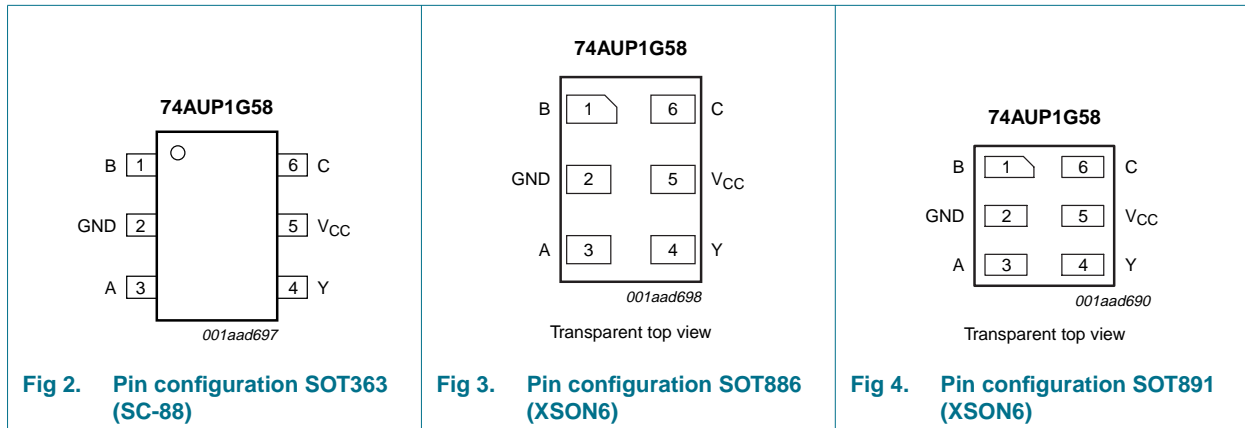 74AUP1G58
B 1 6 C
GND 2 5 VCC
A 3 4 Y
001aad697
Fig 2. Pin configuration SOT363
(SC-88)
74AUP1G58
B 1 6 C
GND 2 5 VCC
A 3 4 Y
001aad698
Transparent top view
Fig 3. Pin configuration SOT886
(XSON6)
74AUP1G58
B 1 6 C
GND 2 5 VCC
A 3 4 Y
001aad690
Transparent top view
Fig 4. Pin configuration SOT891
(XSON6)